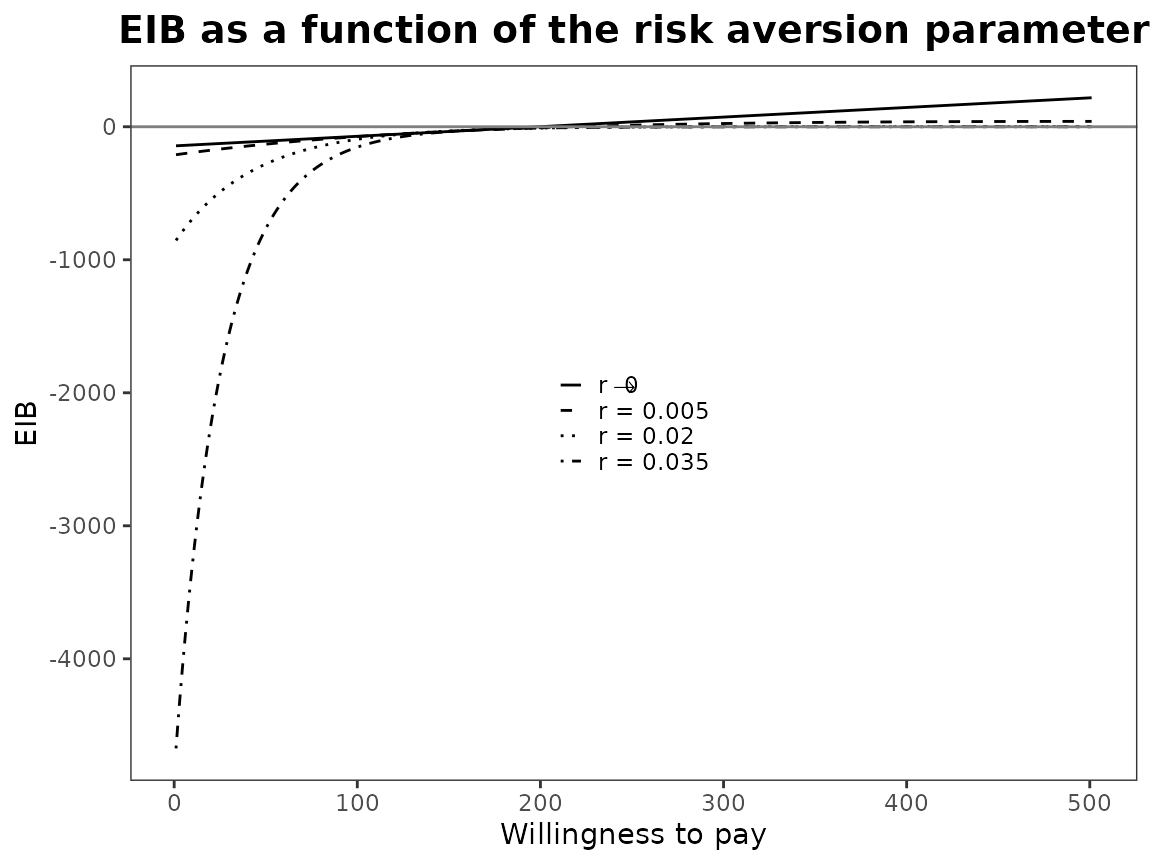 EIB as a function of the risk aversion parameter
0
-1000
-2000
-3000
-4000
EIB
r → 0
r = 0.005
r = 0.02
r = 0.035
0 100 200 300 400 500
Willingness to pay